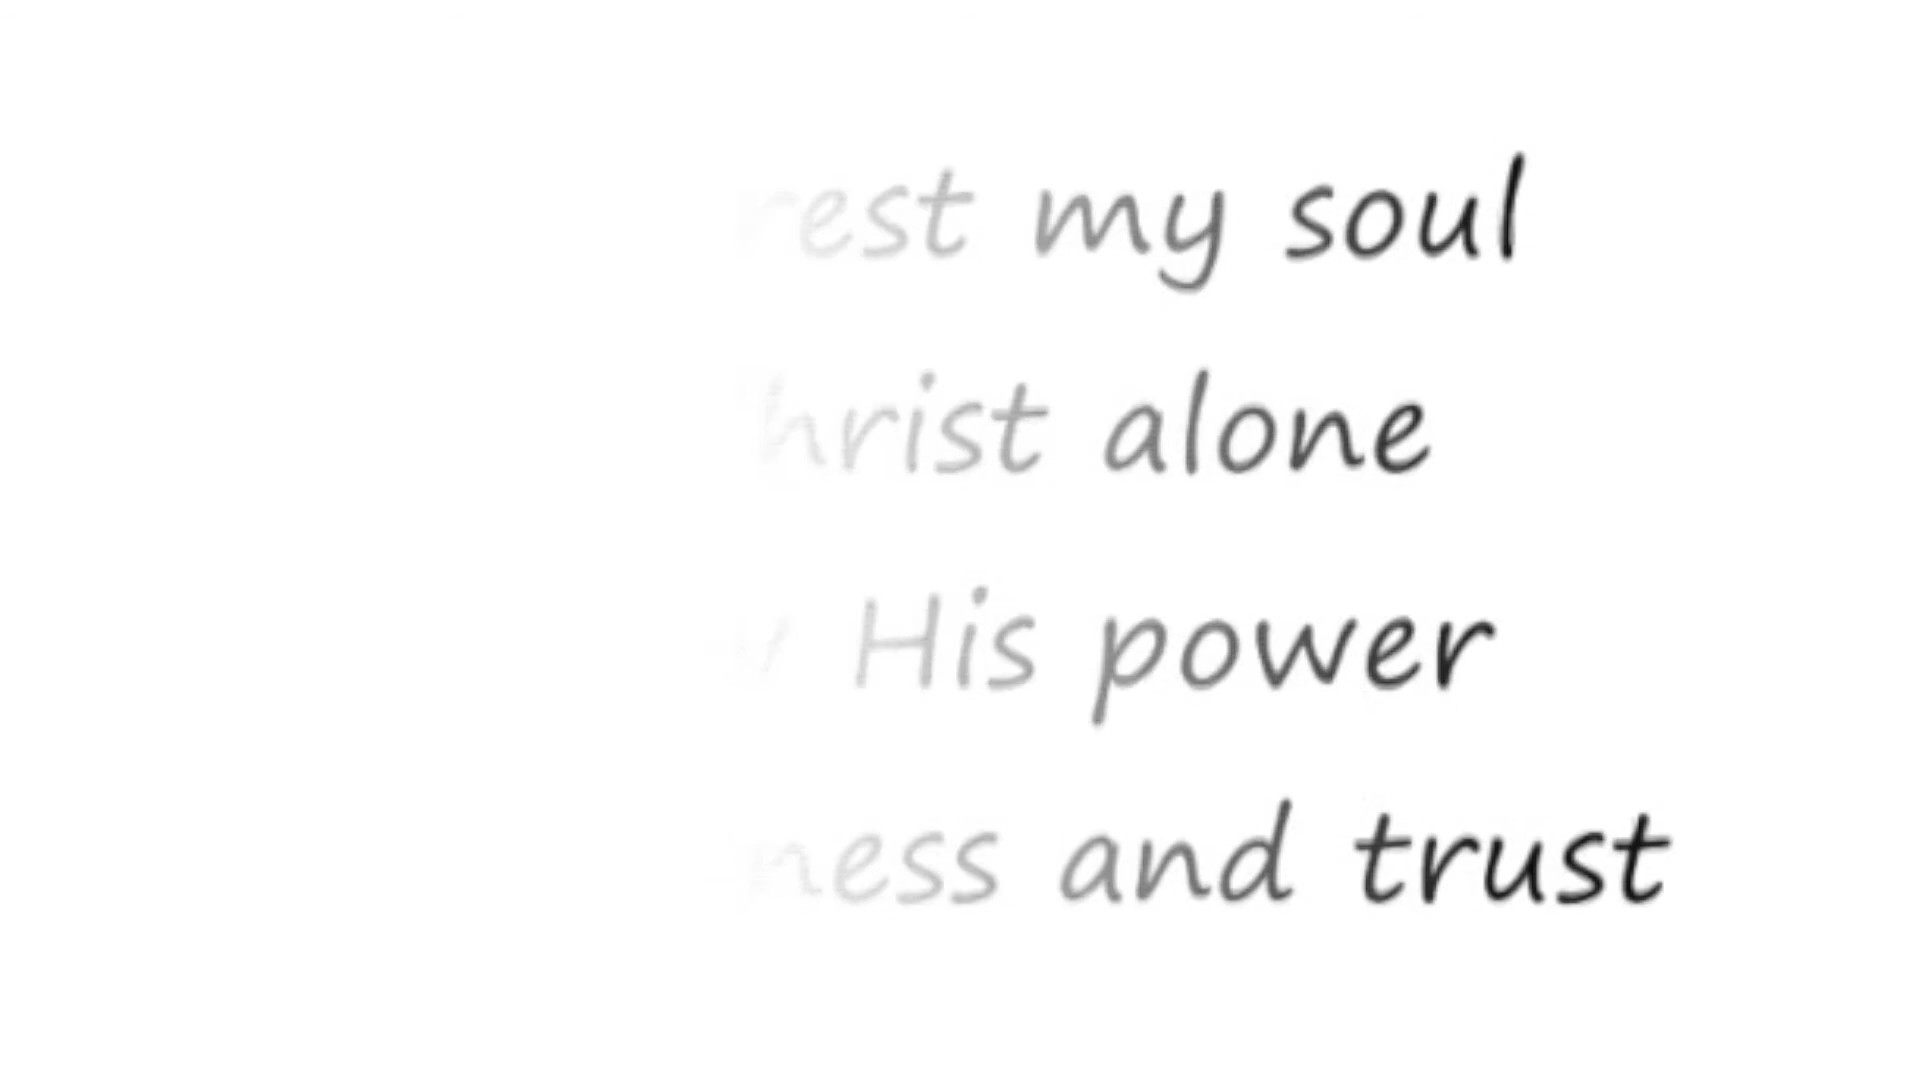 rest my soul
hrist alone
His power
ness and trust